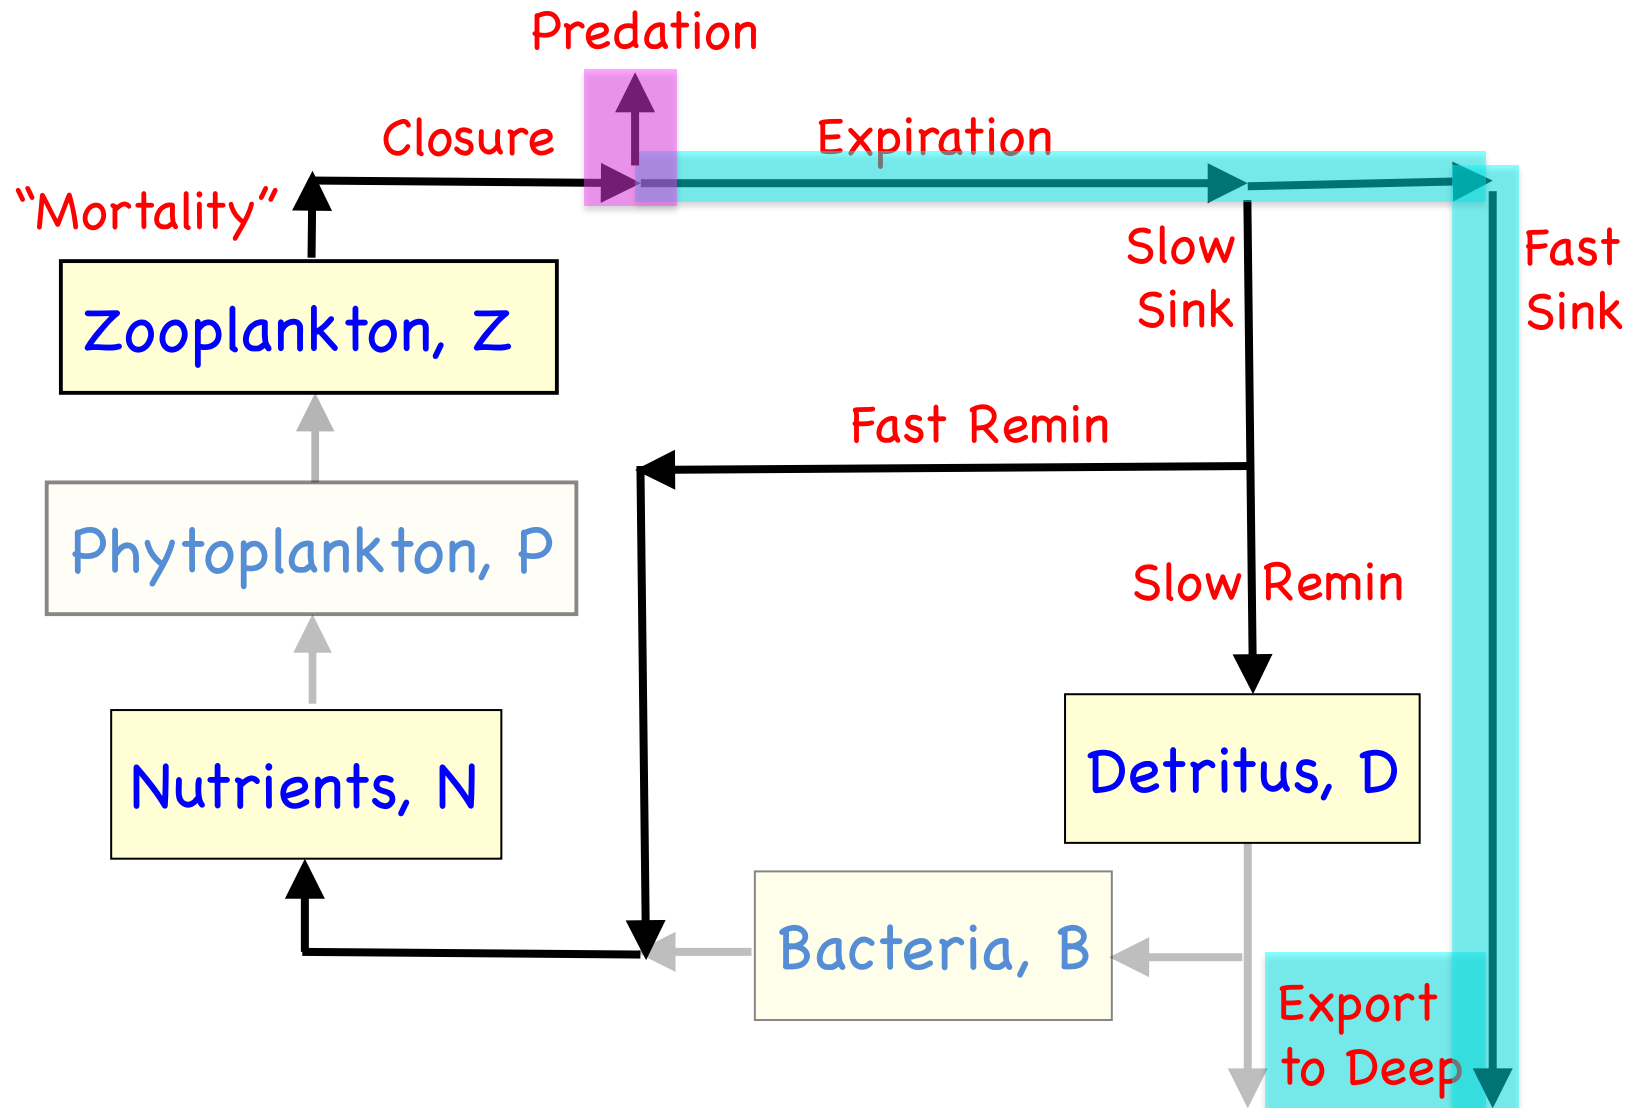 Predation
Closure
Expiration
“Mortality”
Slow
Sink
Fast
Sink
Zooplankton, Z
Fast Remin
Phytoplankton, P
Slow Remin
Nutrients, N
Detritus, D
Bacteria, B
Export
to Deep